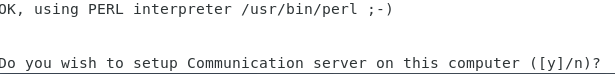 OK, using PERL interpreter /usr/bin/perl ;-)
Do you wish to setup Communication server on this computer ([y]/n)?